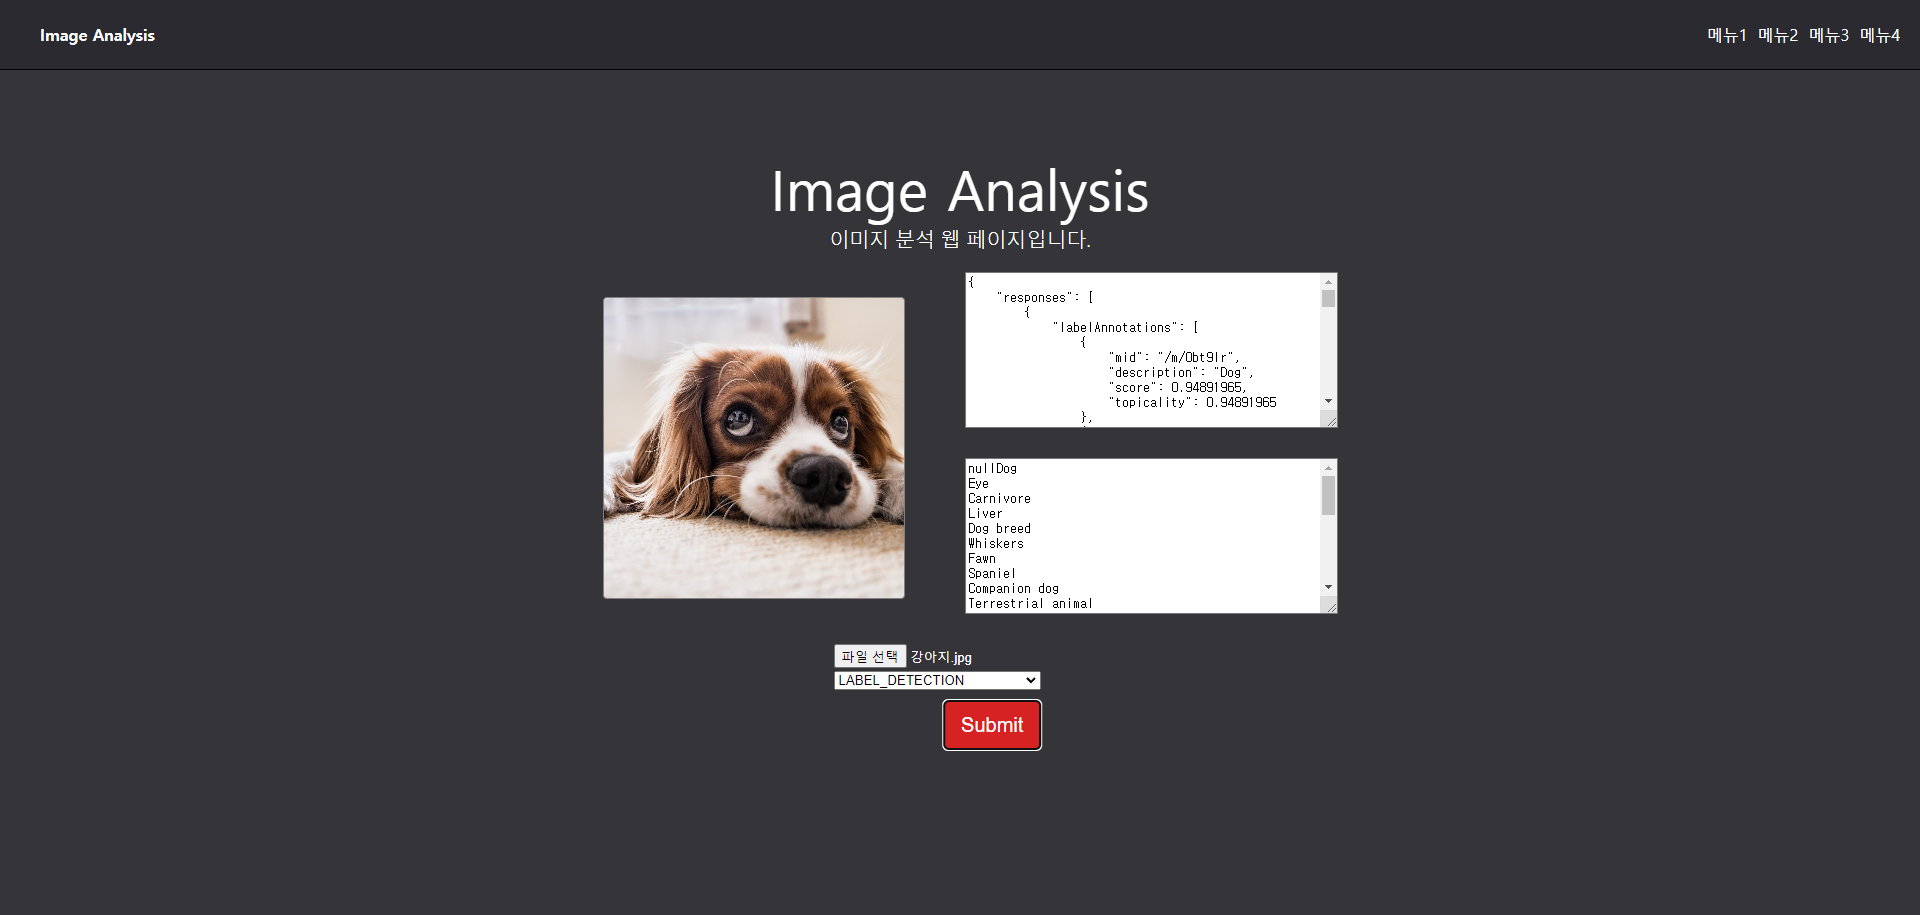 Image Analysis
메뉴1 메뉴2 메뉴3 메뉴4
Image Analysis
이미지 분석 웹 페이지입니다.
{
"responses": [
{
"labelAnnotations": [
{
"mid": "/m/0bt9lr",
"description": "Dog",
"score": 0.94891965,
"topicality": 0.94891965
},
nullDog
Eye
Carnivore
Liver
Dog breed
Whiskers
Fawn
Spaniel
Companion dog
Terrestrial animal
파일 선택 강아지.jpg
LABEL_DETECTION
Submit